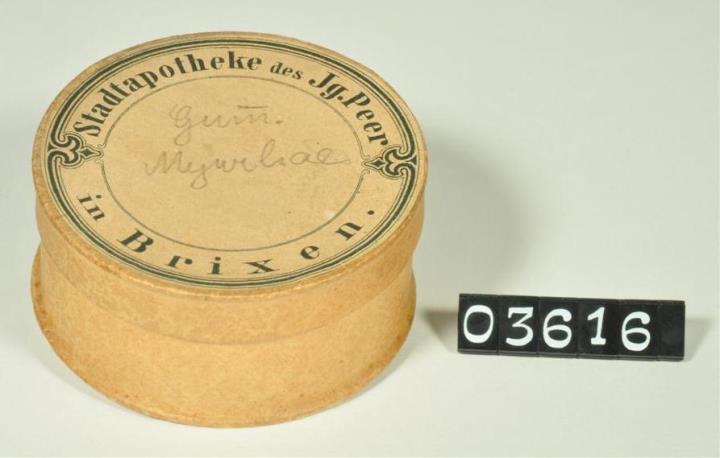 Stadtapotheke des Jg. Peer
Gum̅.
Myrrhae
in Brixen.
03616